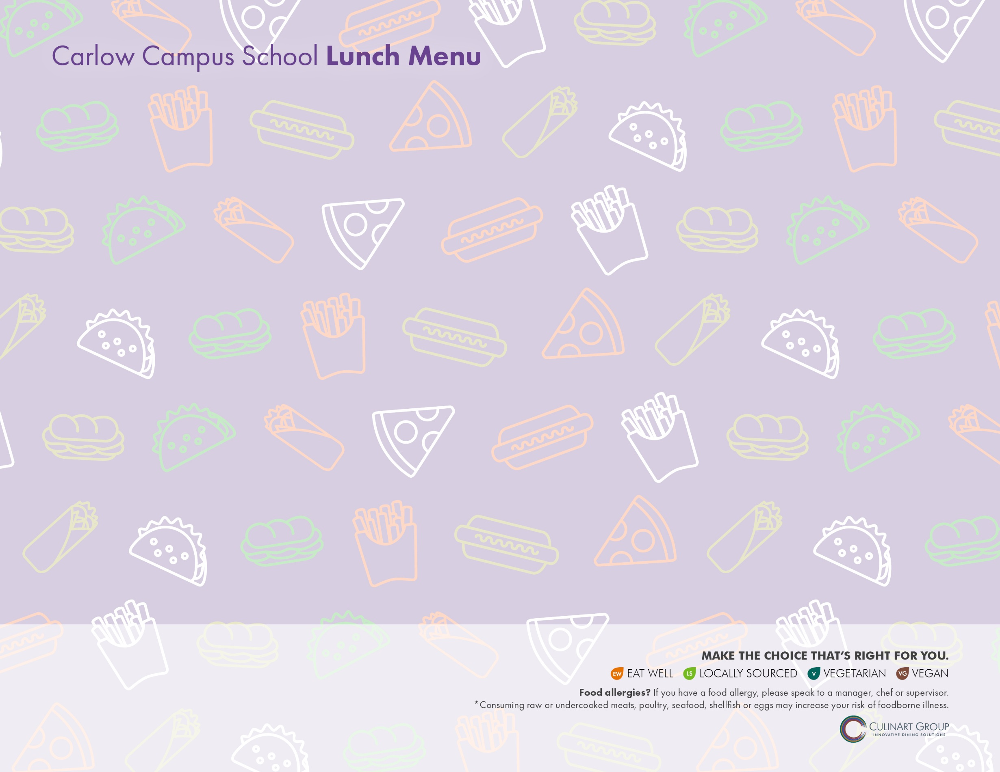 Carlow Campus School Lunch Menu
MAKE THE CHOICE THAT’S RIGHT FOR YOU.
EW EAT WELL LS LOCALLY SOURCED V VEGETARIAN VG VEGAN
Food allergies? If you have a food allergy, please speak to a manager, chef or supervisor.
*Consuming raw or undercooked meats, poultry, seafood, shellfish or eggs may increase your risk of foodborne illness.
CULINART GROUP
INNOVATIVE DINING SOLUTIONS